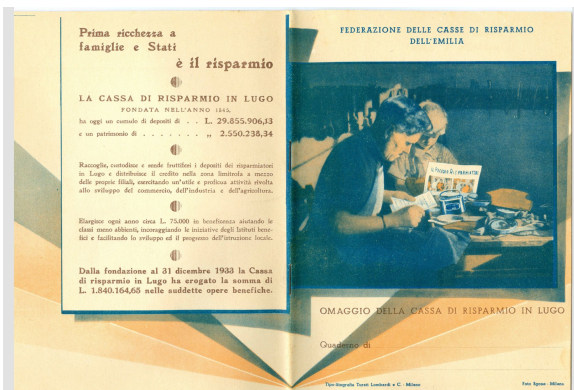 Prima ricchezza a
famiglie e Stati
è il risparmio
LA CASSA DI RISPARMIO IN LUGO
FONDATA NELL'ANNO 1845,
ha oggi un cumulo di depositi di . . L. 29.855.906,13
e un patrimonio di . . . . . . . „ 2.550.238,34
Raccoglie, custodisce e rende fruttiferi i depositi dei risparmiatori
in Lugo e distribuisce il credito nella zona limitrofa a mezzo
delle proprie filiali, esercitando un'utile e proficua attività rivolta
allo sviluppo del commercio, dell'industria e dell'agricoltura.
Elargisce ogni anno circa L. 75.000 in beneficenza aiutando le
classi meno abbienti, incoraggiando le iniziative degli Istituti bene-
fici e facilitando lo sviluppo ed il progresso dell'istruzione locale.
Dalla fondazione al 31 dicembre 1933 la Cassa
di risparmio in Lugo ha erogato la somma di
L. 1.840.164,65 nelle suddette opere benefiche.
FEDERAZIONE DELLE CASSE DI RISPARMIO
DELL'EMILIA
OMAGGIO DELLA CASSA DI RISPARMIO IN LUGO
Quaderno di
Tipo-litografia Turati Lombardi e C. - Milano
Foto Sgoae - Milano